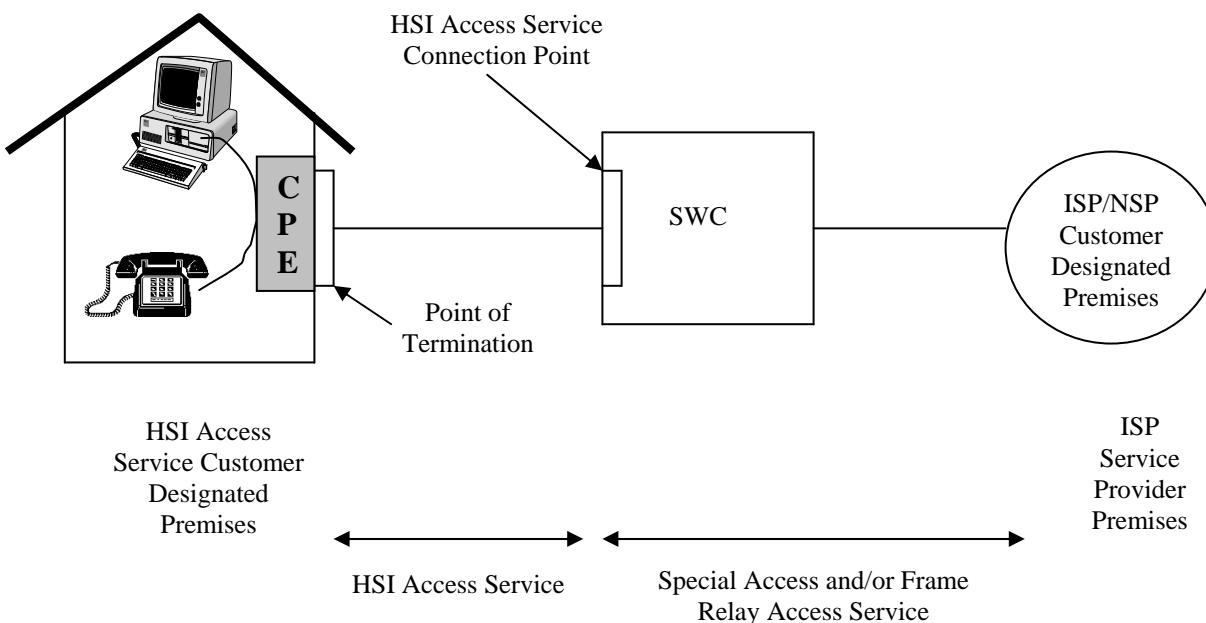 HSI Access Service
Connection Point
C
P
E
SWC
ISP/NSP
Customer
Designated
Premises
Point of
Termination
HSI Access
Service Customer
Designated
Premises
ISP
Service
Provider
Premises
HSI Access Service
Special Access and/or Frame
Relay Access Service